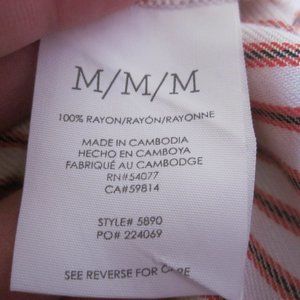 M/M/M
100% RAYON/RAYÓN/RAYONNE
MADE IN CAMBODIA
HECHO EN CAMBOYA
FABRIQUÉ AU CAMBODGE
RN#54077
CA#59814
STYLE# 5890
PO# 224069
SEE REVERSE FOR CARE